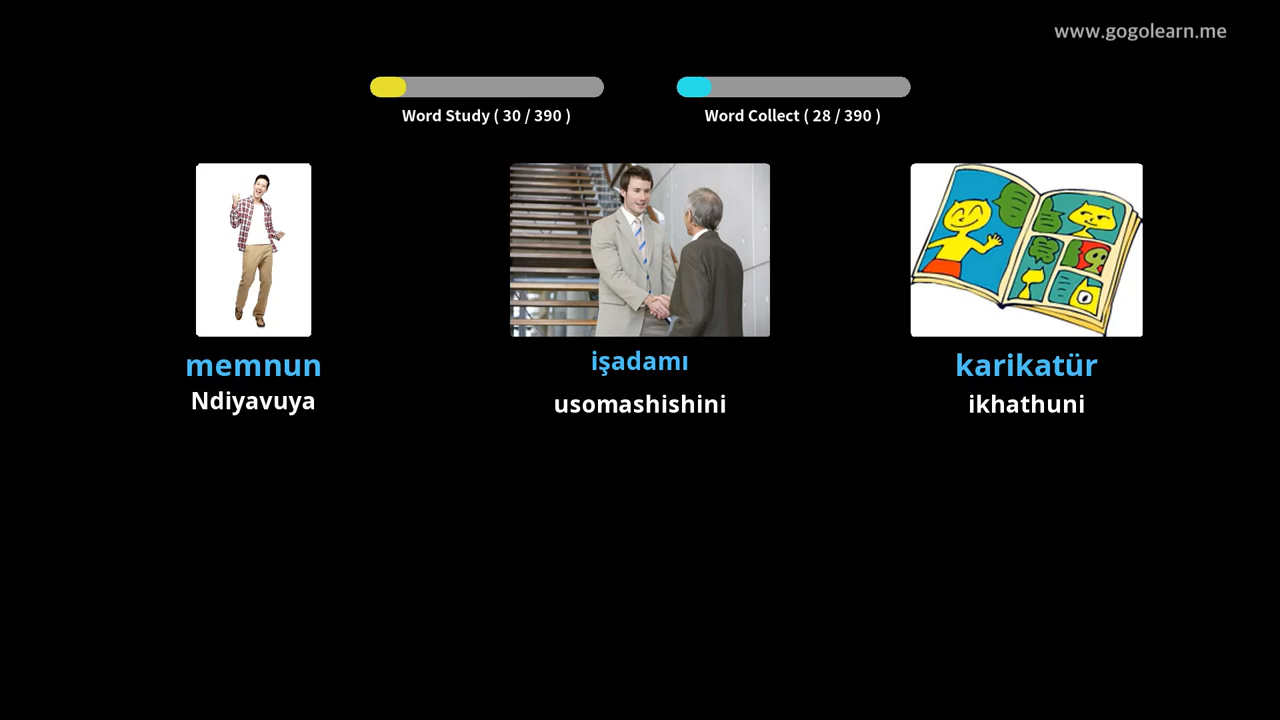 www.gogolearn.me
Word Study ( 30 / 390 )
Word Collect ( 28 / 390 )
memnun
Ndiyavuya
işadamı
usomashishini
karikatür
ikhathuni